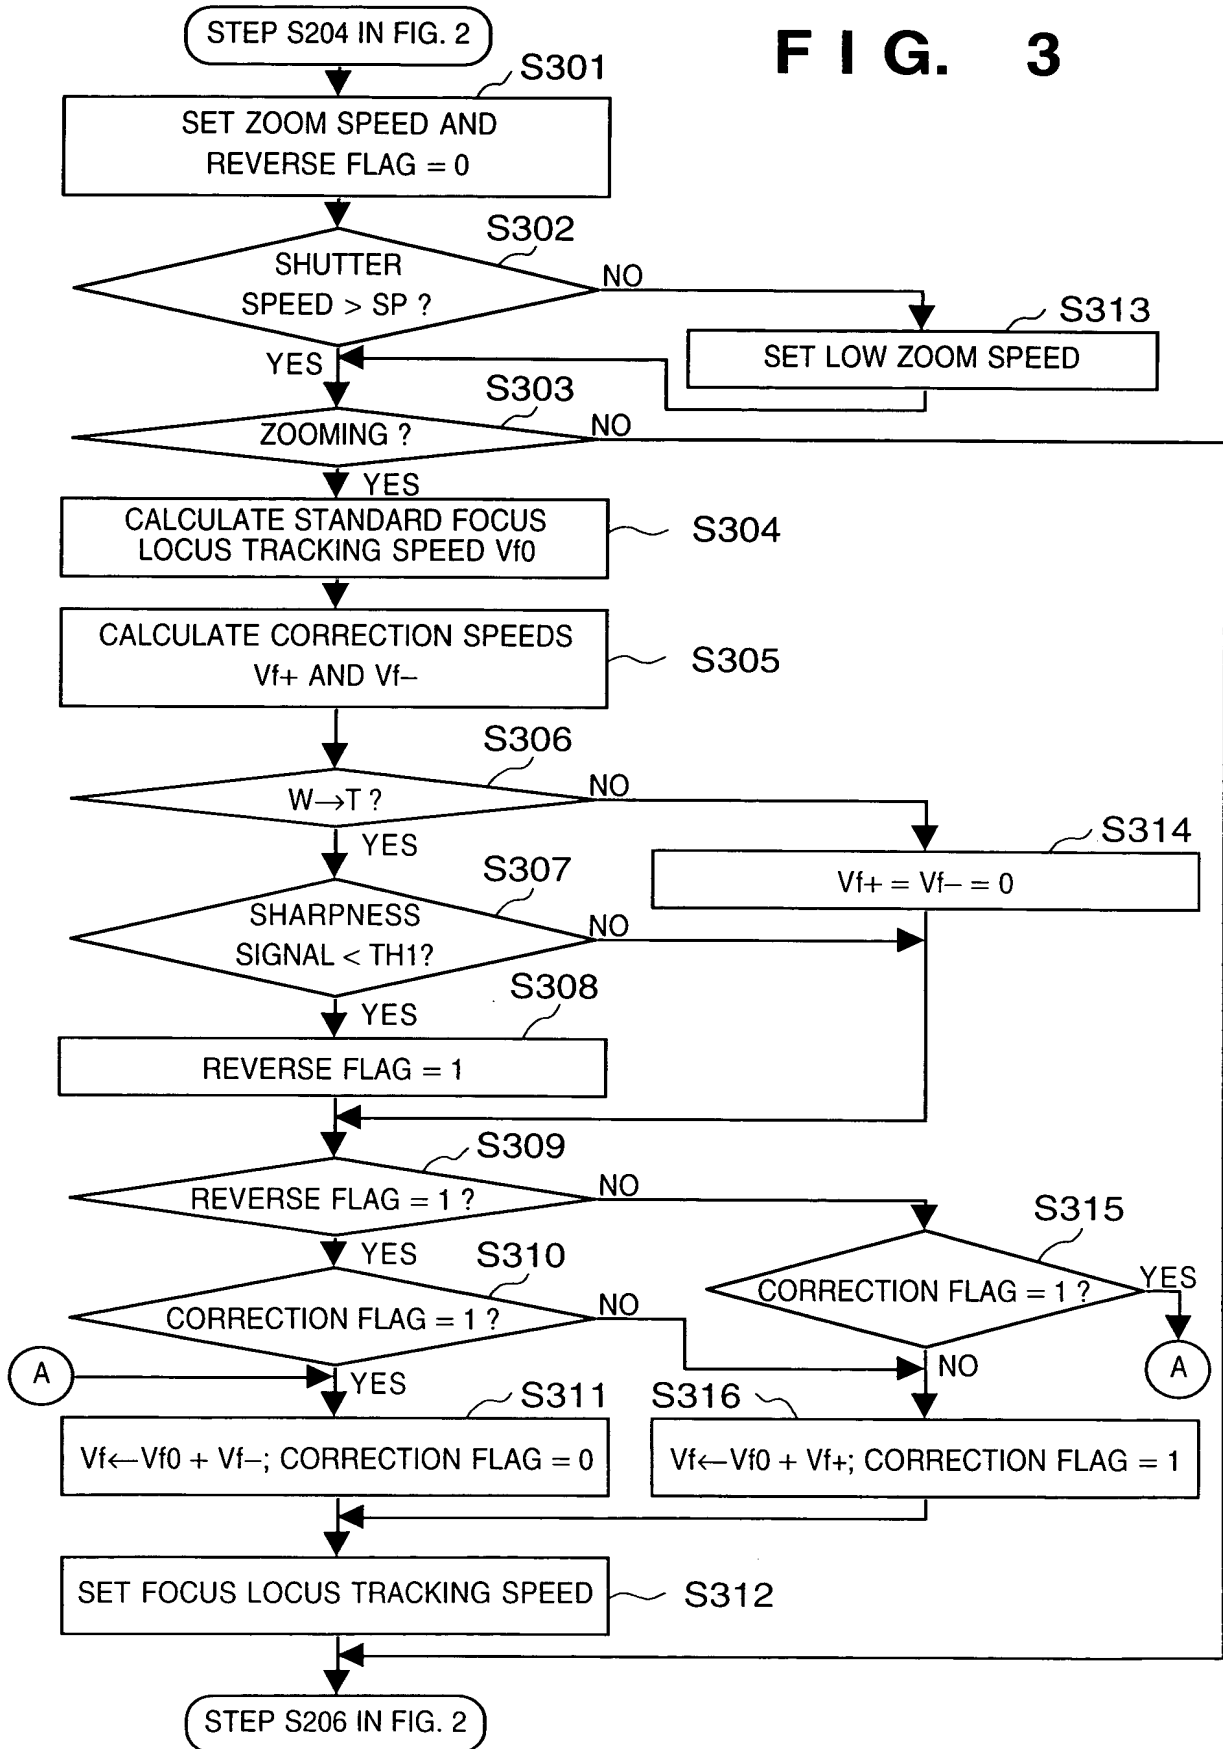 STEP S204 IN FIG. 2
FIG. 3
S301
SET ZOOM SPEED AND
REVERSE FLAG = 0
S302
SHUTTER
SPEED > SP ?
NO
YES
S313
SET LOW ZOOM SPEED
S303
ZOOMING ?
NO
YES
CALCULATE STANDARD FOCUS
LOCUS TRACKING SPEED Vf0
S304
CALCULATE CORRECTION SPEEDS
Vf+ AND Vf−
S305
S306
W→T ?
NO
YES
S314
Vf+ = Vf− = 0
S307
SHARPNESS
SIGNAL < TH1?
NO
YES
S308
REVERSE FLAG = 1
S309
REVERSE FLAG = 1 ?
NO
YES
S315
CORRECTION FLAG = 1 ?
YES
NO
A
S310
CORRECTION FLAG = 1 ?
NO
YES
A
S311
Vf←Vf0 + Vf−; CORRECTION FLAG = 0
S316
Vf←Vf0 + Vf+; CORRECTION FLAG = 1
SET FOCUS LOCUS TRACKING SPEED
S312
STEP S206 IN FIG. 2